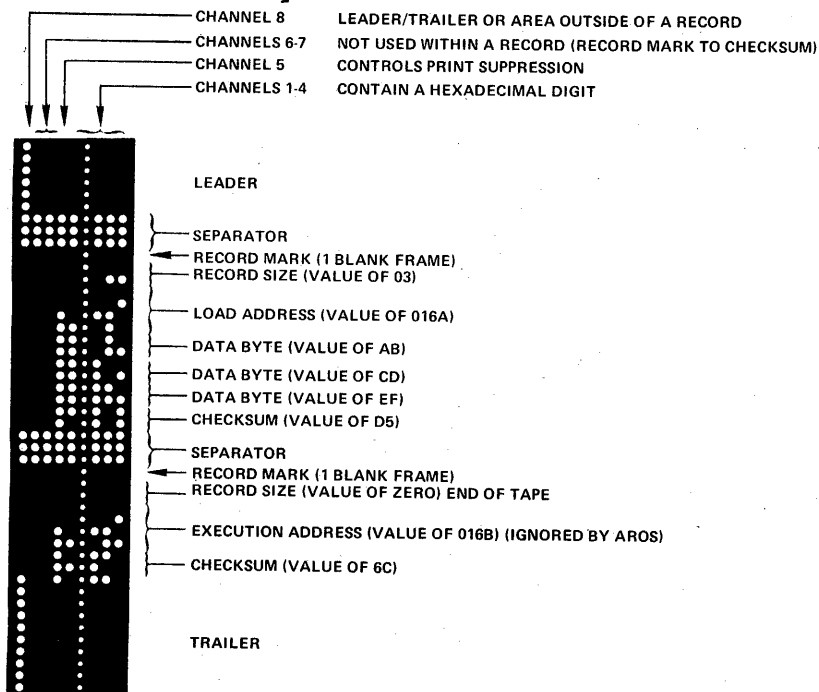 CHANNEL 8 LEADER/TRAILER OR AREA OUTSIDE OF A RECORD
CHANNELS 6-7 NOT USED WITHIN A RECORD (RECORD MARK TO CHECKSUM)
CHANNEL 5 CONTROLS PRINT SUPPRESSION
CHANNELS 1-4 CONTAIN A HEXADECIMAL DIGIT
LEADER
SEPARATOR
RECORD MARK (1 BLANK FRAME)
RECORD SIZE (VALUE OF 03)
LOAD ADDRESS (VALUE OF 016A)
DATA BYTE (VALUE OF AB)
DATA BYTE (VALUE OF CD)
DATA BYTE (VALUE OF EF)
CHECKSUM (VALUE OF D5)
SEPARATOR
RECORD MARK (1 BLANK FRAME)
RECORD SIZE (VALUE OF ZERO) END OF TAPE
EXECUTION ADDRESS (VALUE OF 016B) (IGNORED BY AROS)
CHECKSUM (VALUE OF 6C)
TRAILER